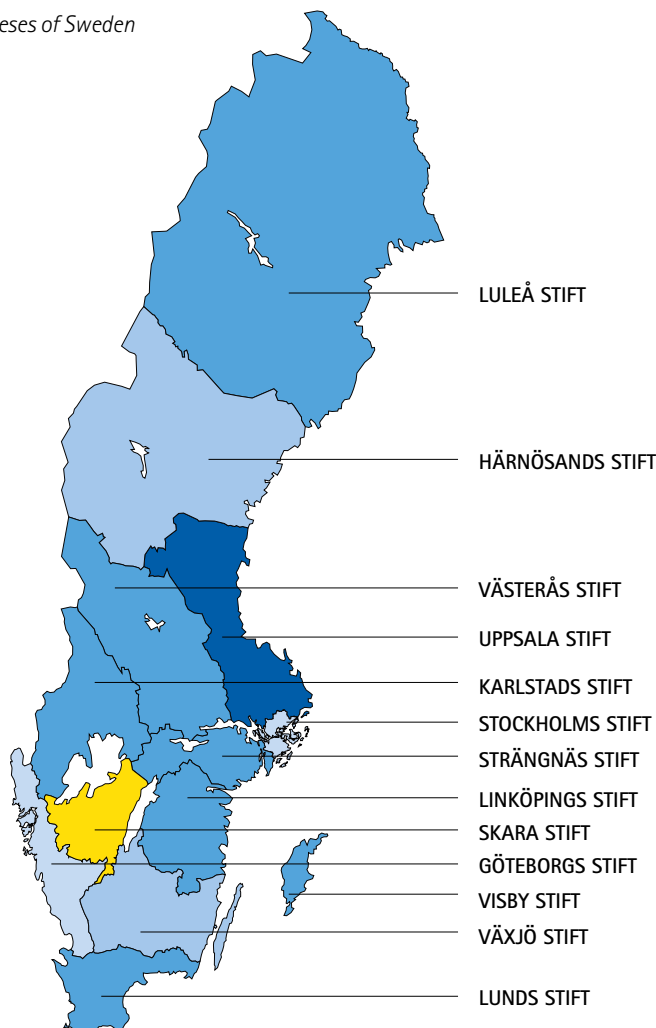 eses of Sweden
LULEÅ STIFT
HÄRNÖSANDS STIFT
VÄSTERÅS STIFT
UPPSALA STIFT
KARLSTADS STIFT
STOCKHOLMS STIFT
STRÄNGNÄS STIFT
LINKÖPINGS STIFT
SKARA STIFT
GÖTEBORGS STIFT
VISBY STIFT
VÄXJÖ STIFT
LUNDS STIFT